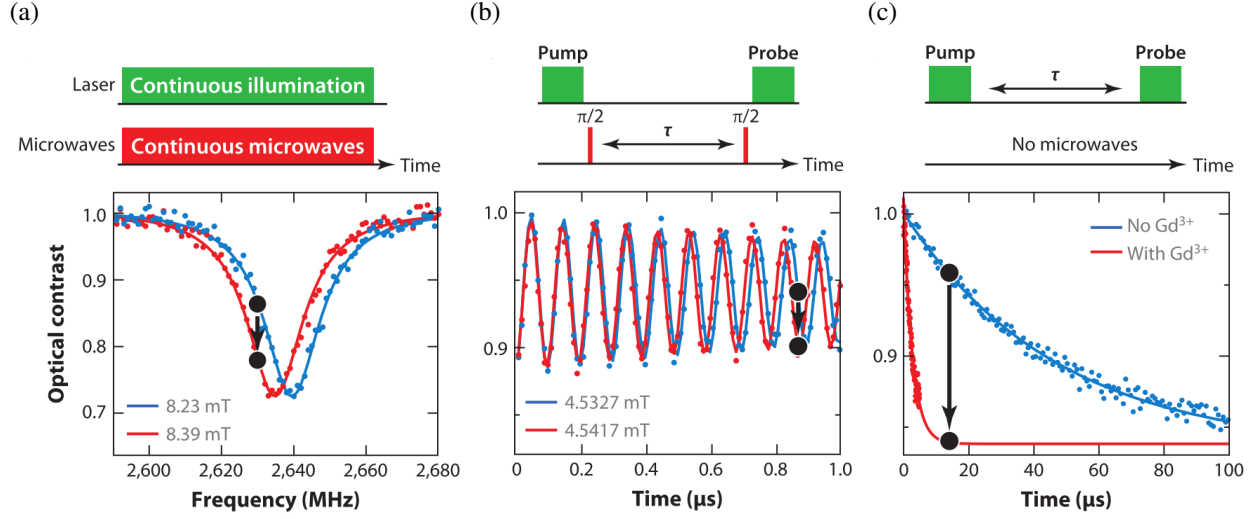 (a)
Laser
Continuous illumination
Microwaves
Continuous microwaves
Time
Optical contrast
1.0
0.9
0.8
0.7
8.23 mT
8.39 mT
2,600
2,620
2,640
2,660
2,680
Frequency (MHz)
(b)
Pump
Probe
π/2
τ
π/2
Time
1.0
0.9
4.5327 mT
4.5417 mT
0
0.2
0.4
0.6
0.8
1.0
Time (μs)
(c)
Pump
Probe
τ
No microwaves
Time
1.0
0.9
No Gd³⁺
With Gd³⁺
0
20
40
60
80
100
Time (μs)